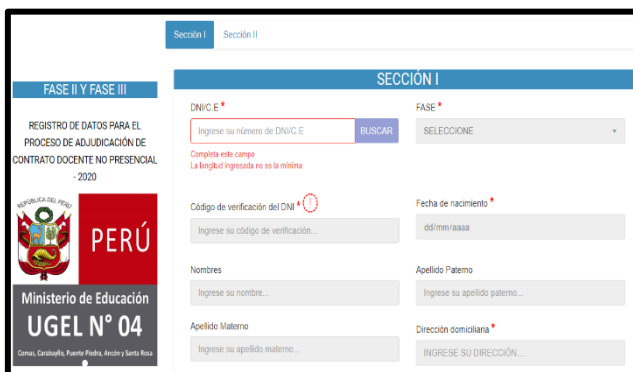 Sección I
Sección II
FASE II Y FASE III
REGISTRO DE DATOS PARA EL
PROCESO DE ADJUDICACIÓN DE
CONTRATO DOCENTE NO PRESENCIAL
- 2020
REPÚBLICA DEL PERÚ
PERÚ
Ministerio de Educación
UGEL N° 04
Comas, Carabayllo, Puente Piedra, Ancón y Santa Rosa
SECCIÓN I
DNI/C.E *
FASE *
Ingrese su número de DNI/C.E
BUSCAR
SELECCIONE
Completa este campo
La longitud ingresada no es la mínima
Código de verificación del DNI * !
Fecha de nacimiento *
Ingrese su código de verificación...
dd/mm/aaaa
Nombres
Apellido Paterno
Ingrese su nombre...
Ingrese su apellido paterno...
Apellido Materno
Dirección domiciliaria *
Ingrese su apellido materno...
INGRESE SU DIRECCIÓN...